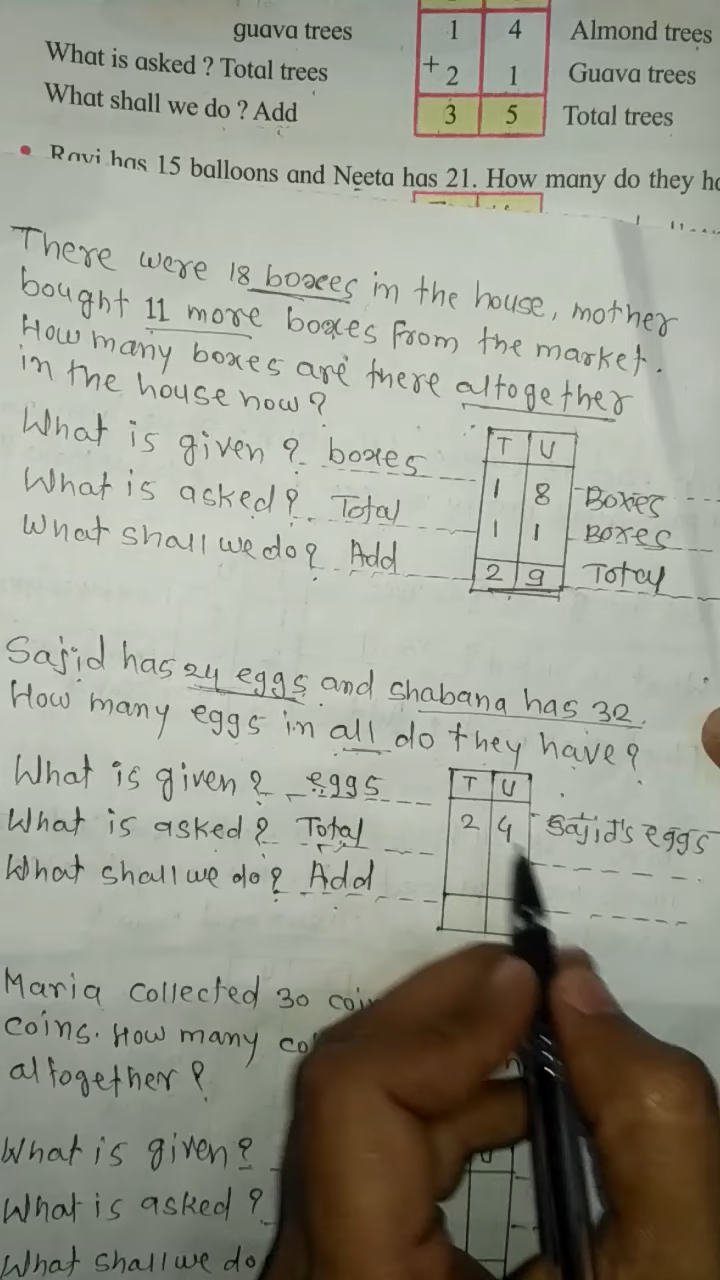 guava trees
1 4 Almond trees
What is asked ? Total trees
+ 2 1 Guava trees
What shall we do ? Add
3 5 Total trees
• Ravi has 15 balloons and Neeta has 21. How many do they
There were 18 boxes in the house, mother
bought 11 more boxes from the market.
How many boxes are there altogether
in the house now?
What is given? boxes
T U
What is asked? Total
1 8 Boxes
What shall we do? Add
1 1 Boxes
2 9 Total
Sajid has 24 eggs and shabana has 32.
How many eggs in all do they have?
What is given? eggs
T U
What is asked? Total
2 4 Sajid's eggs
What shall we do? Add
Maria collected 30
coins. How many
altogether?
What is given?
What is asked?
What shall we do